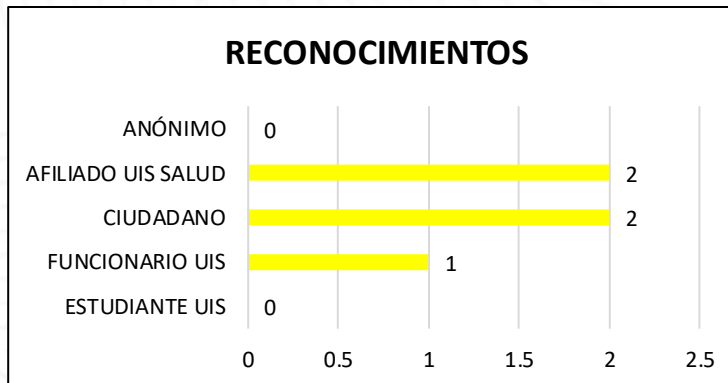 RECONOCIMIENTOS
ANÓNIMO 0
AFILIADO UIS SALUD 2
CIUDADANO 2
FUNCIONARIO UIS 1
ESTUDIANTE UIS 0
0 0.5 1 1.5 2 2.5